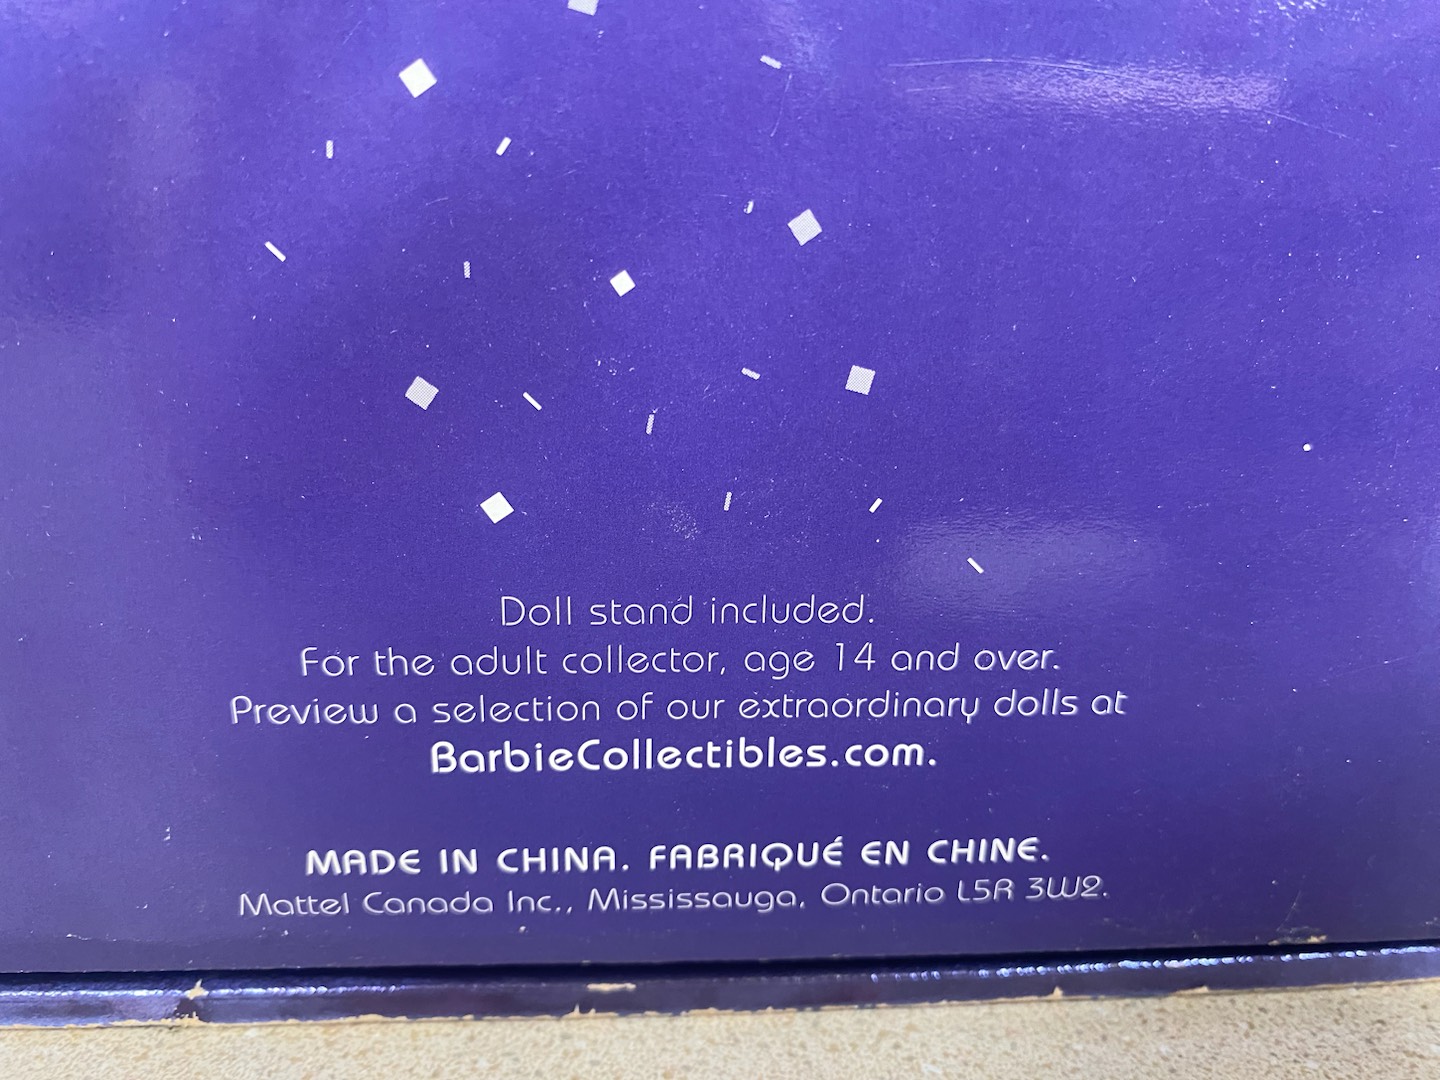 Doll stand included.
For the adult collector, age 14 and over.
Preview a selection of our extraordinary dolls at
BarbieCollectibles.com.
MADE IN CHINA. FABRIQUÉ EN CHINE.
Mattel Canada Inc., Mississauga, Ontario L5R 3W2.